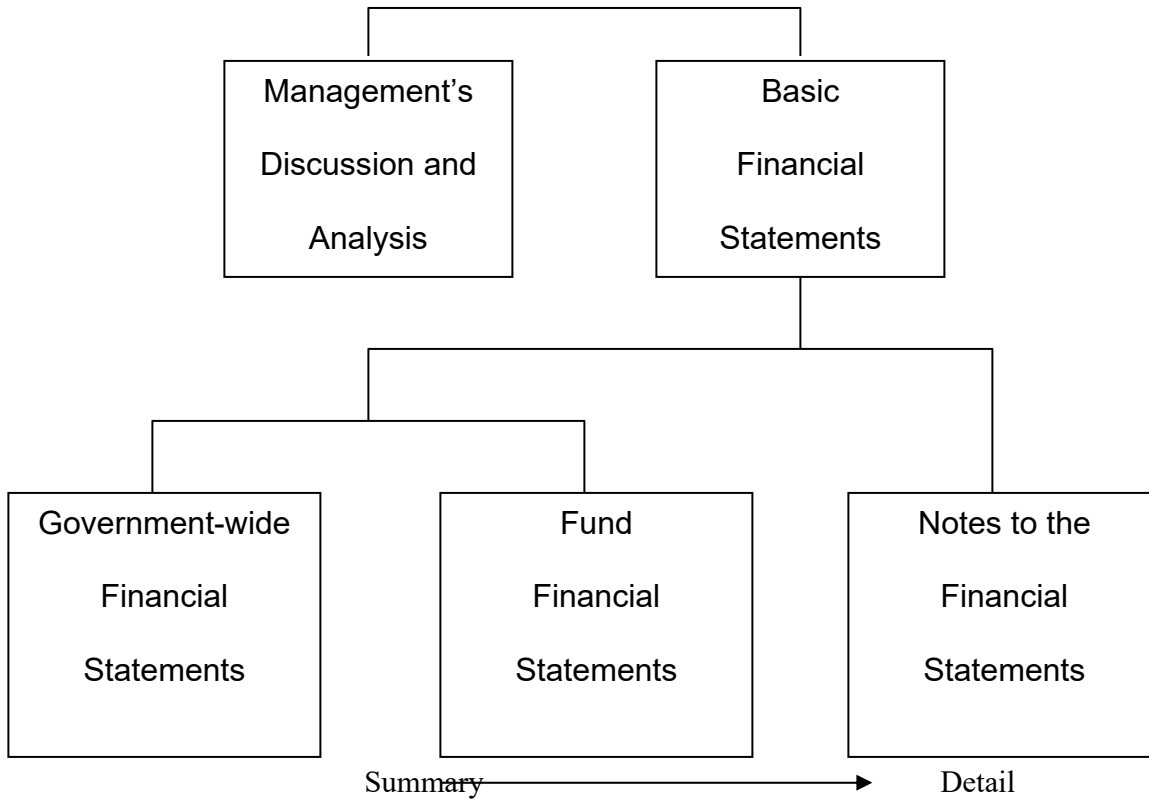 Management’s
Discussion and
Analysis
Basic
Financial
Statements
Government-wide
Financial
Statements
Fund
Financial
Statements
Notes to the
Financial
Statements
Summary
Detail